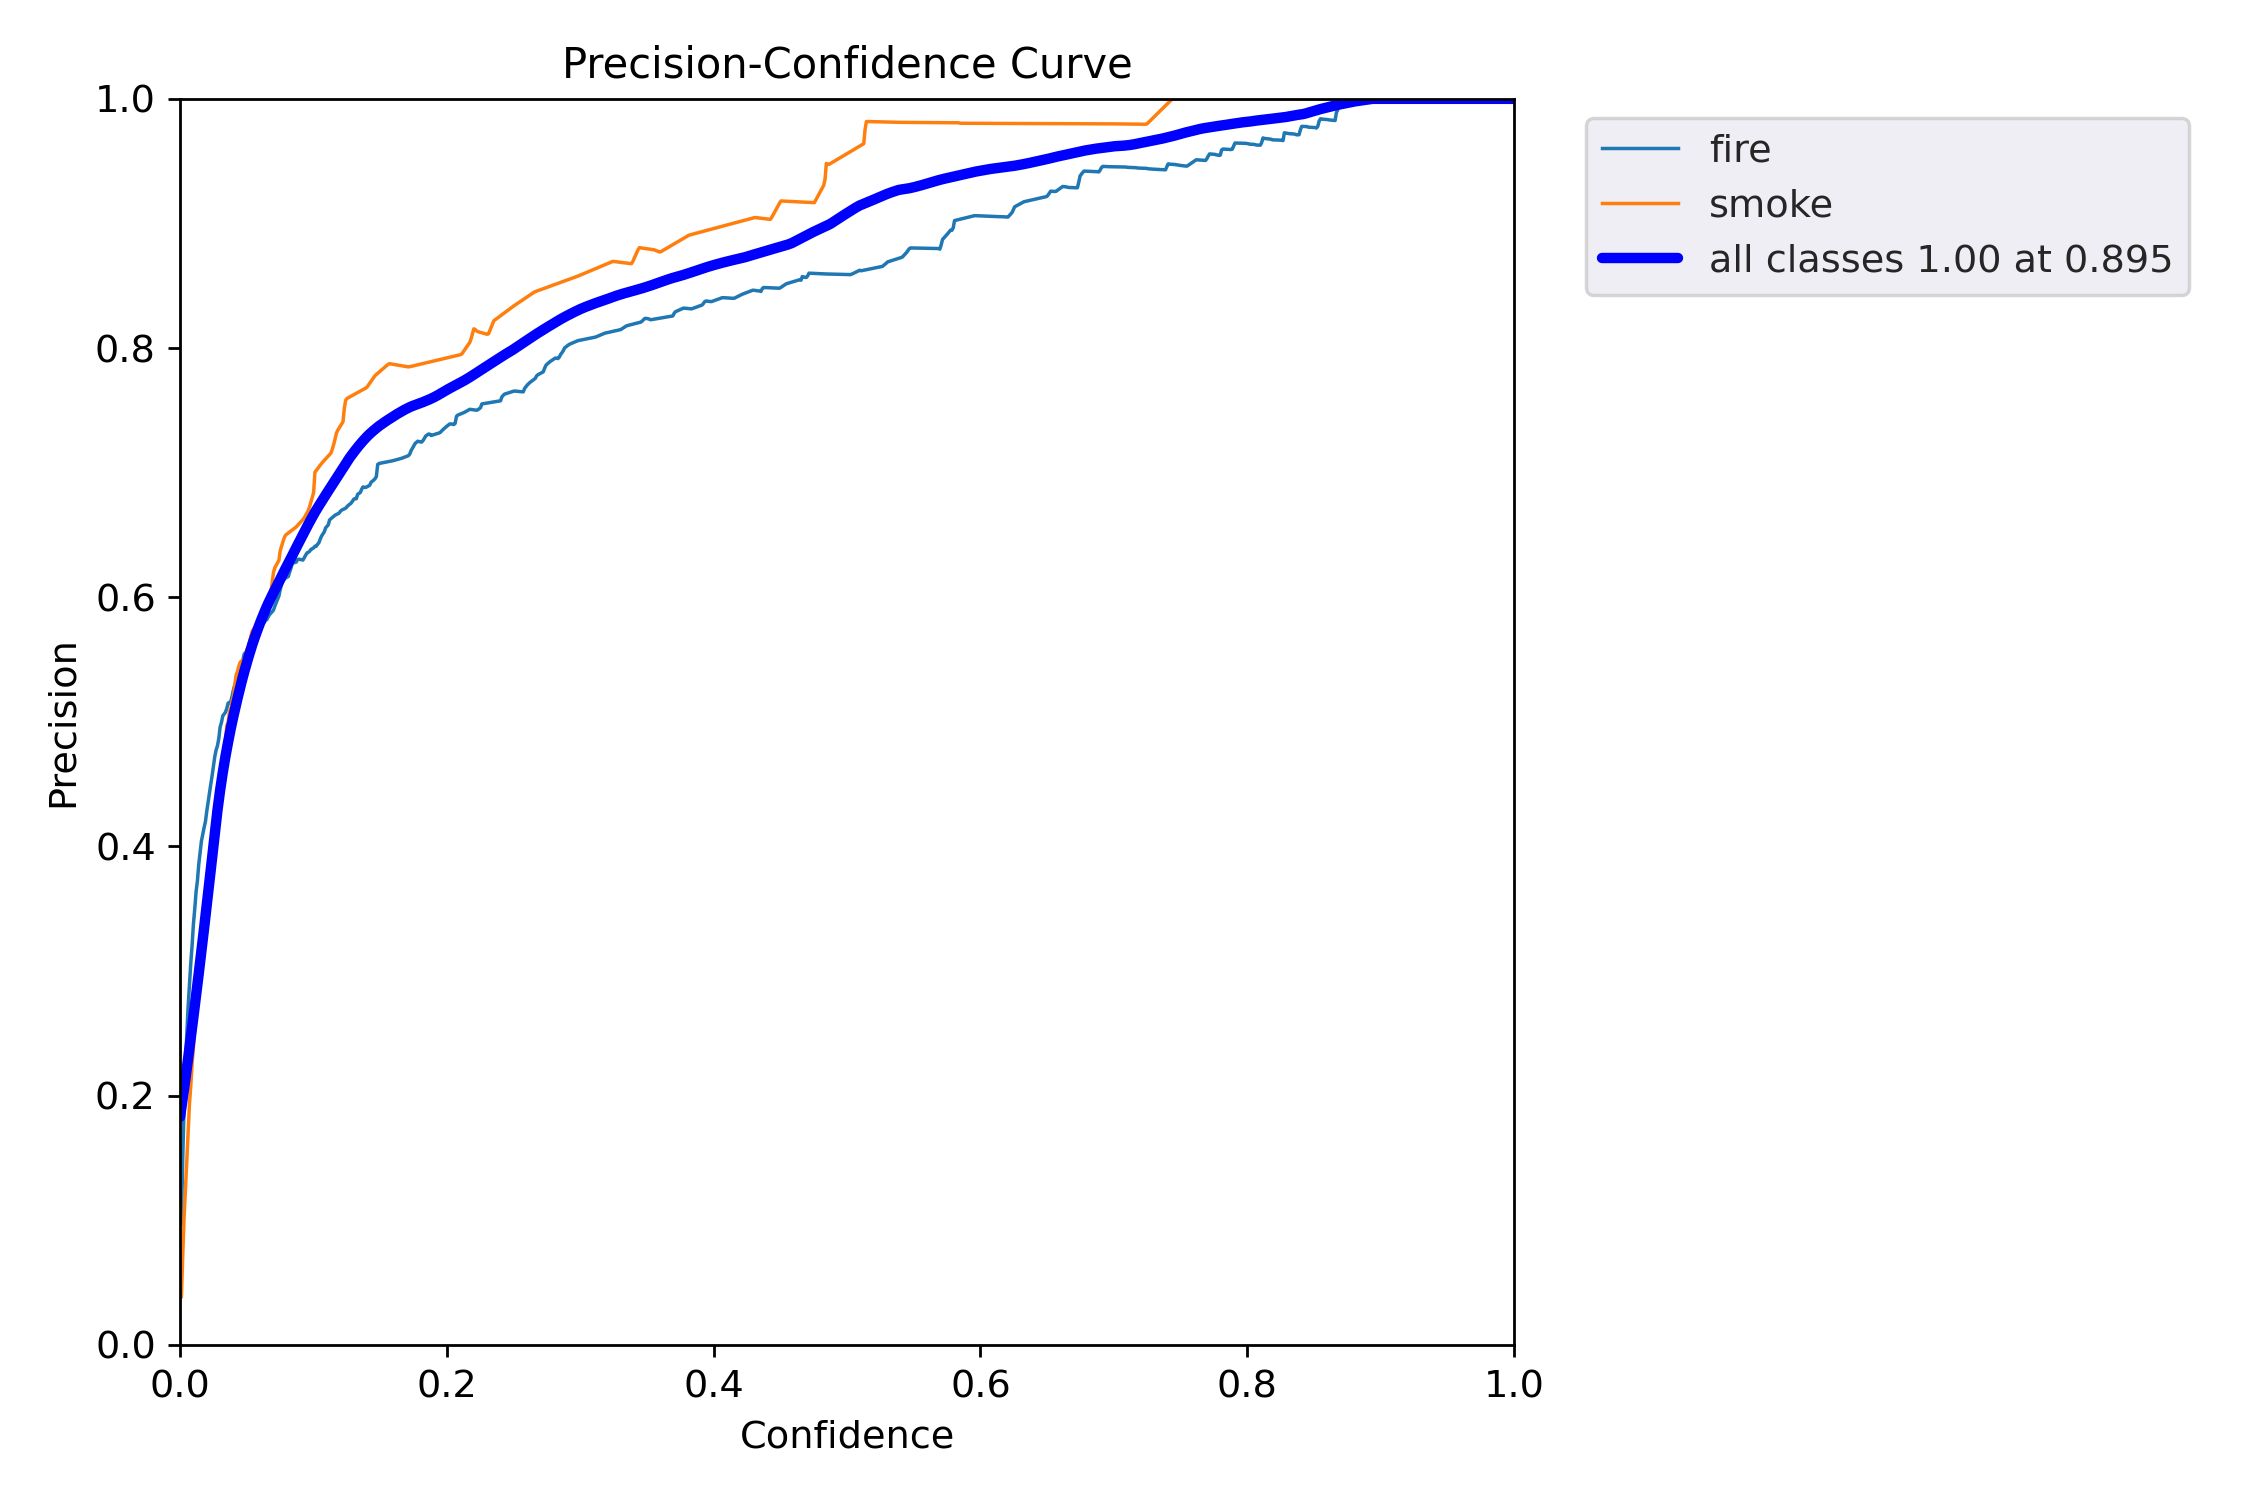 Precision-Confidence Curve
1.0
0.8
0.6
0.4
0.2
0.0
Precision
0.0 0.2 0.4 0.6 0.8 1.0
Confidence
fire
smoke
all classes 1.00 at 0.895